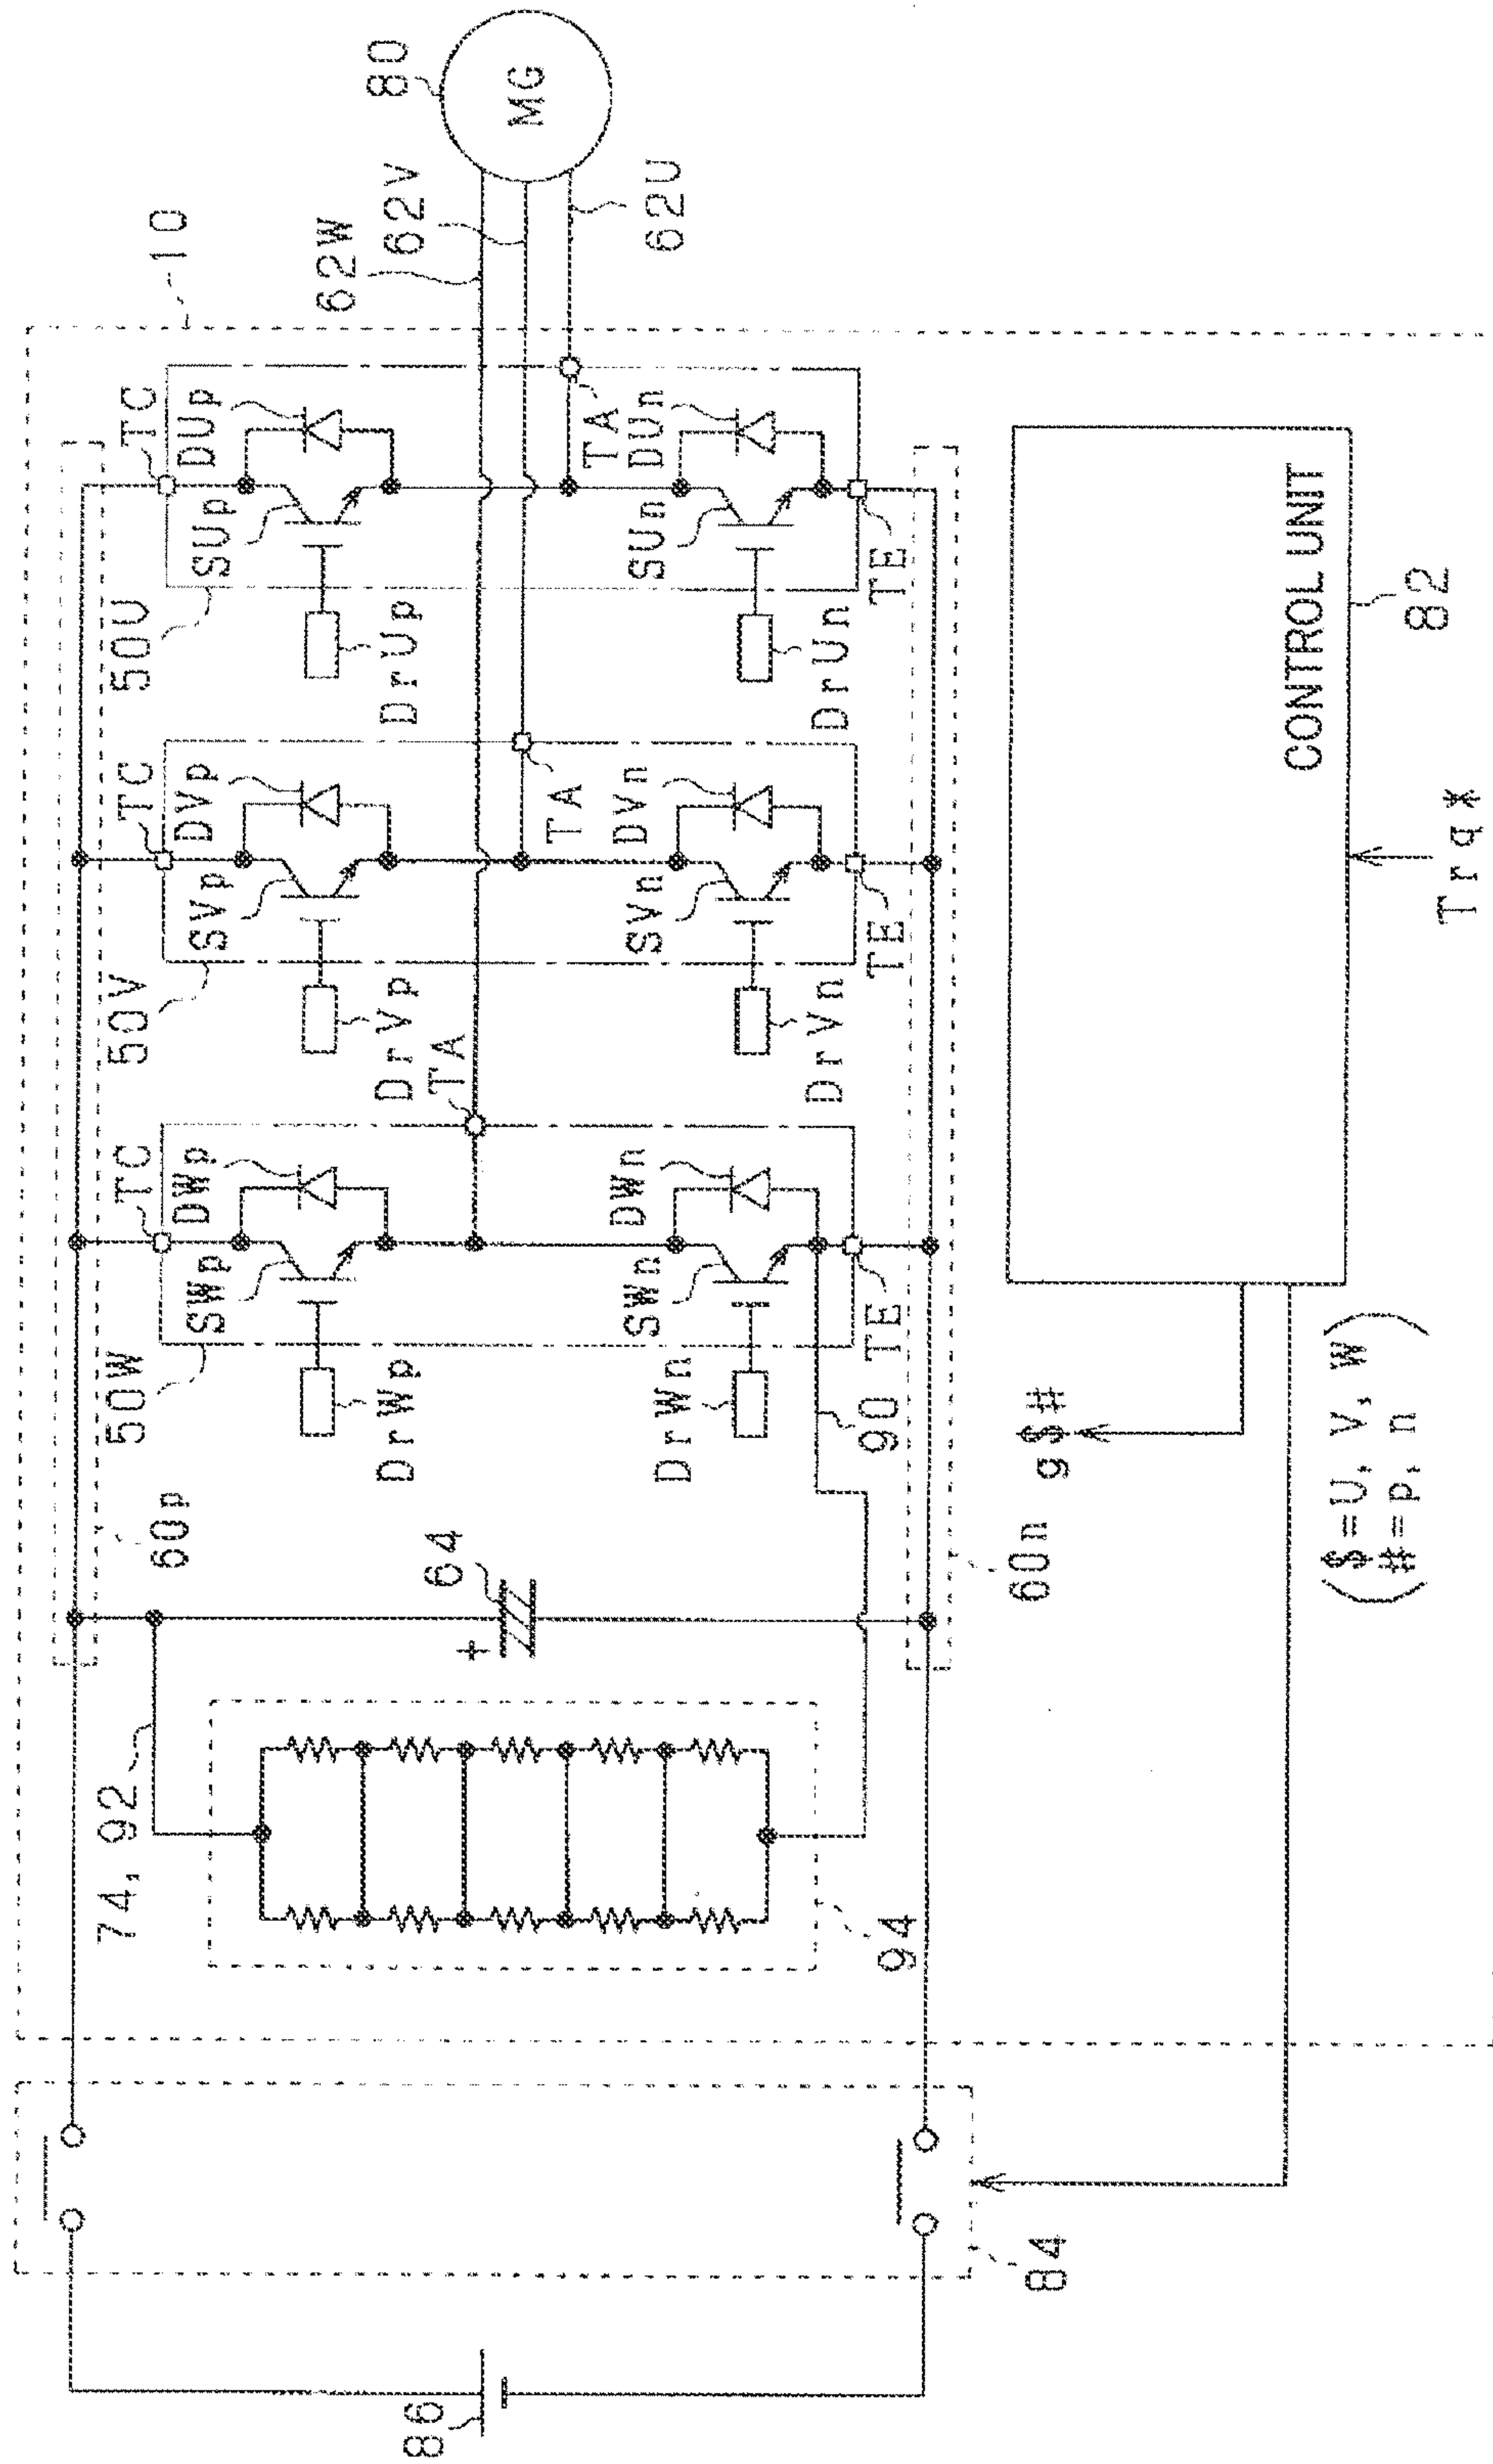 10
80
MG
62W
62V
62U
60p
TC
DUp
SUp
50U
DrUp
TA
DUn
SUn
DrUn
TE
TC
DVp
SVp
50V
DrVp
TA
DVn
SVn
DrVn
TE
TC
DWp
SWp
50W
DrWp
TA
DWn
SWn
DrWn
TE
90
64
+
74, 92
94
60n
86
84
g$#
($=U, V, W
#=p, n)
CONTROL UNIT
82
Trq*